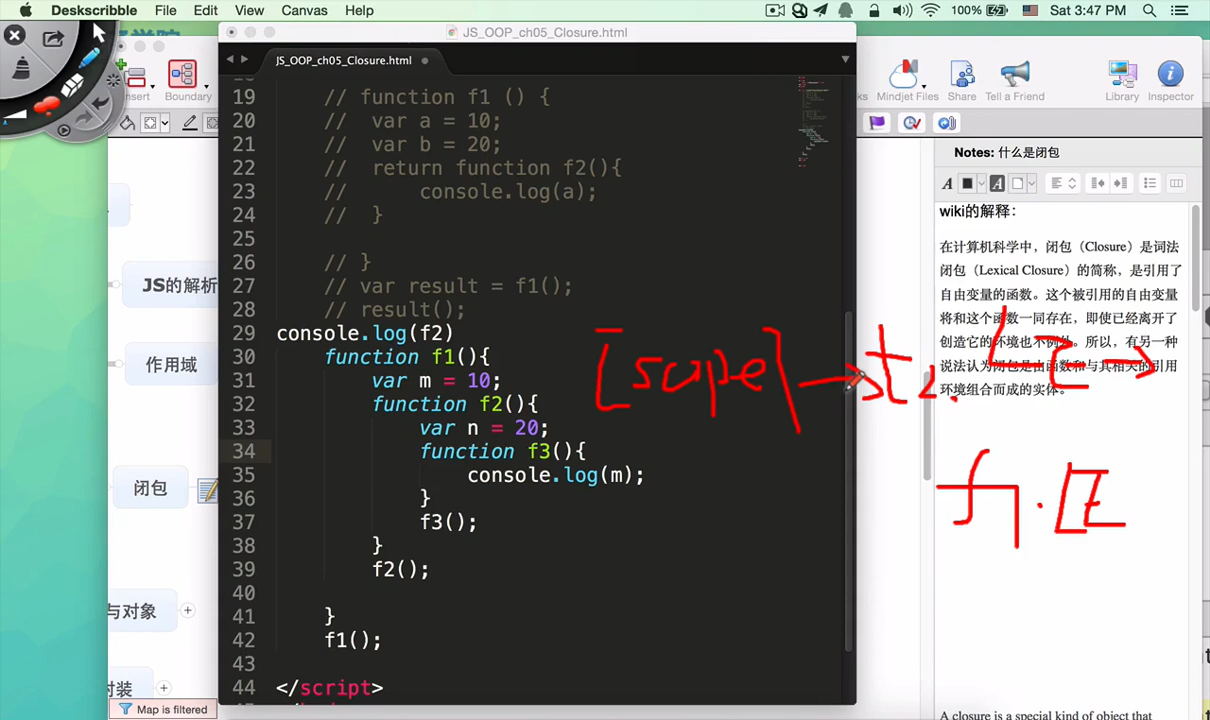 Deskscribble File Edit View Canvas Help
100% Sat 3:47 PM
JS_OOP_ch05_Closure.html
JS_OOP_ch05_Closure.html
Boundary
Mindjet Files Share Tell a Friend
Library Inspector
19 // function f1 () {
20 // var a = 10;
21 // var b = 20;
22 // return function f2(){
23 // console.log(a);
24 // }
25
26 // }
27 // var result = f1();
28 // result();
29 console.log(f2)
30 function f1(){
31 var m = 10;
32 function f2(){
33 var n = 20;
34 function f3(){
35 console.log(m);
36 }
37 f3();
38 }
39 f2();
40
41 }
42 f1();
43
44 </script>
JS的解析
作用域
闭包
与对象
Map is filtered
Notes: 什么是闭包
wiki的解释：
在计算机科学中，闭包（Closure）是词法
闭包（Lexical Closure）的简称，是引用了
自由变量的函数。这个被引用的自由变量
将和这个函数一同存在，即使已经离开了
创造它的环境也不例外。所以，有另一种
说法认为闭包是由函数和与其相关的引用
环境组合而成的实体。
A closure is a special kind of object that
[scope]